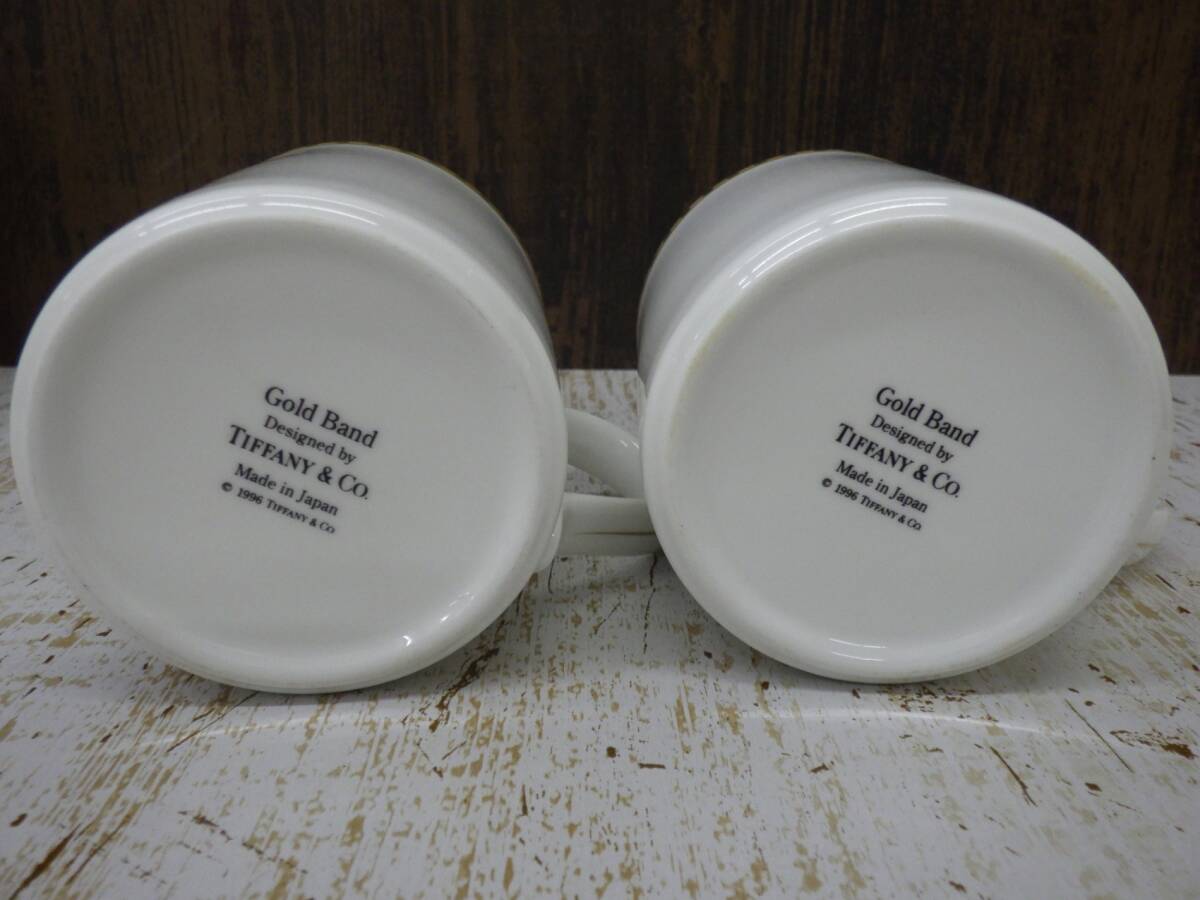 Gold Band
Designed by
TIFFANY & CO.
Made in Japan
© 1996 TIFFANY & CO.
Gold Band
Designed by
TIFFANY & CO.
Made in Japan
© 1996 TIFFANY & CO.